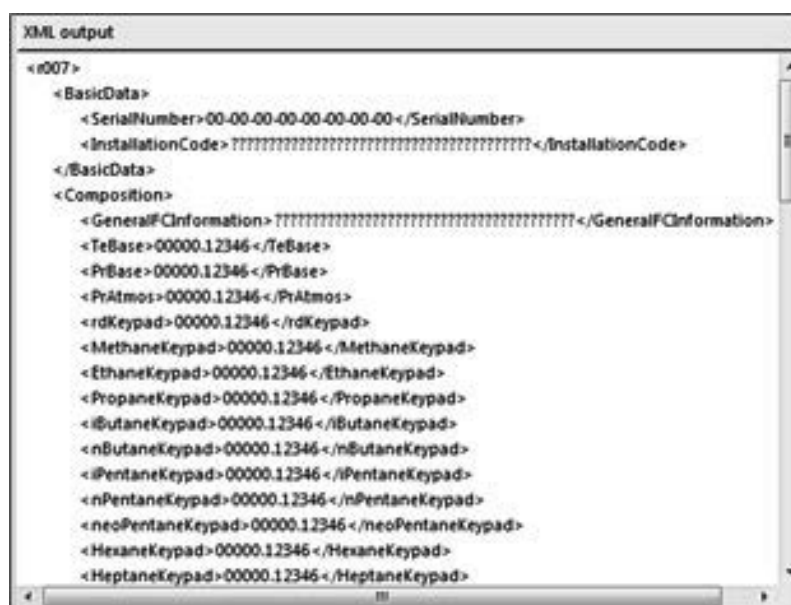 XML output
<r007>
<BasicData>
<SerialNumber>00-00-00-00-00-00-00-00</SerialNumber>
<InstallationCode>????????????????????????????????????????</InstallationCode>
</BasicData>
<Composition>
<GeneralFCInformation>????????????????????????????????????????</GeneralFCInformation>
<TeBase>00000.12346</TeBase>
<PrBase>00000.12346</PrBase>
<PrAtmos>00000.12346</PrAtmos>
<rdKeypad>00000.12346</rdKeypad>
<MethaneKeypad>00000.12346</MethaneKeypad>
<EthaneKeypad>00000.12346</EthaneKeypad>
<PropaneKeypad>00000.12346</PropaneKeypad>
<iButaneKeypad>00000.12346</iButaneKeypad>
<nButaneKeypad>00000.12346</nButaneKeypad>
<iPentaneKeypad>00000.12346</iPentaneKeypad>
<nPentaneKeypad>00000.12346</nPentaneKeypad>
<neoPentaneKeypad>00000.12346</neoPentaneKeypad>
<HexaneKeypad>00000.12346</HexaneKeypad>
<HeptaneKeypad>00000.12346</HeptaneKeypad>